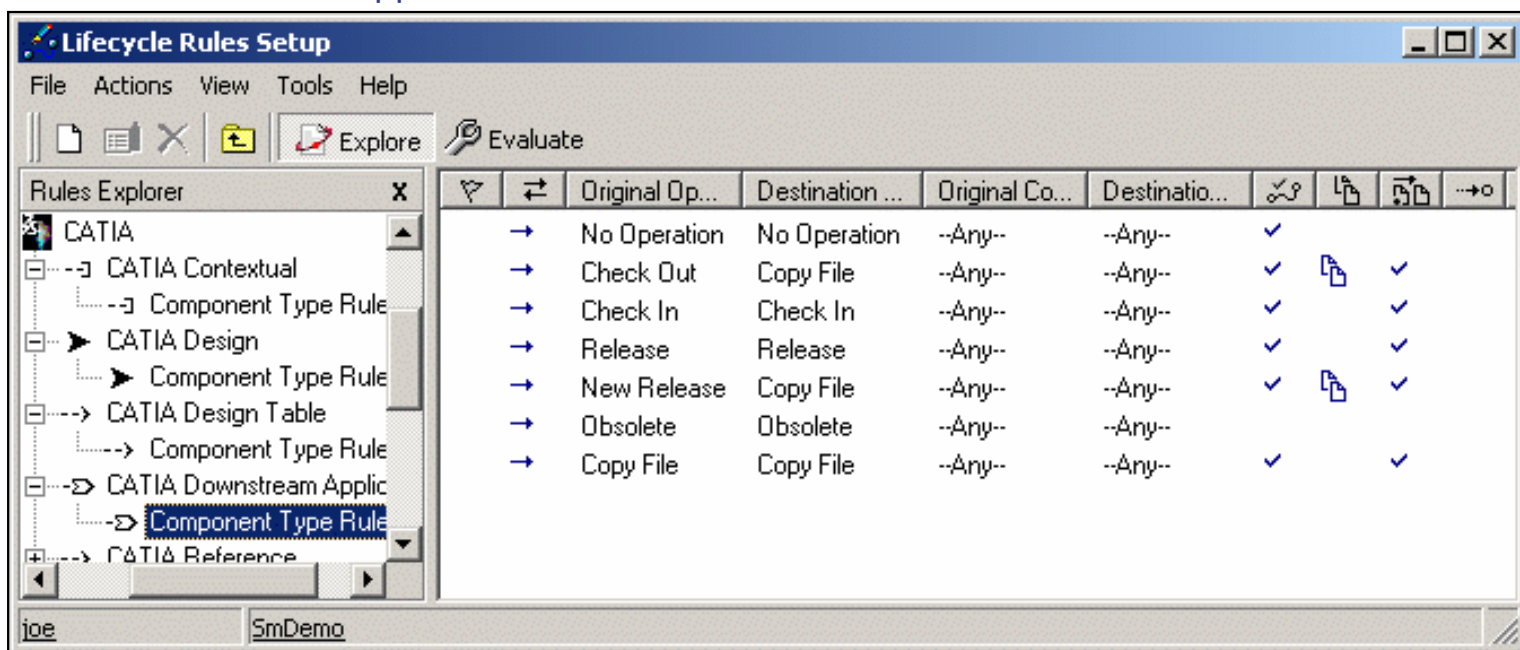 Lifecycle Rules Setup
File Actions View Tools Help
Explore Evaluate
Rules Explorer x
Original Op... Destination ... Original Co... Destinatio...
CATIA
CATIA Contextual
Component Type Rule
CATIA Design
Component Type Rule
CATIA Design Table
Component Type Rule
CATIA Downstream Applic
Component Type Rule
CATIA Reference
No Operation No Operation --Any-- --Any--
Check Out Copy File --Any-- --Any--
Check In Check In --Any-- --Any--
Release Release --Any-- --Any--
New Release Copy File --Any-- --Any--
Obsolete Obsolete --Any-- --Any--
Copy File Copy File --Any-- --Any--
joe SmDemo